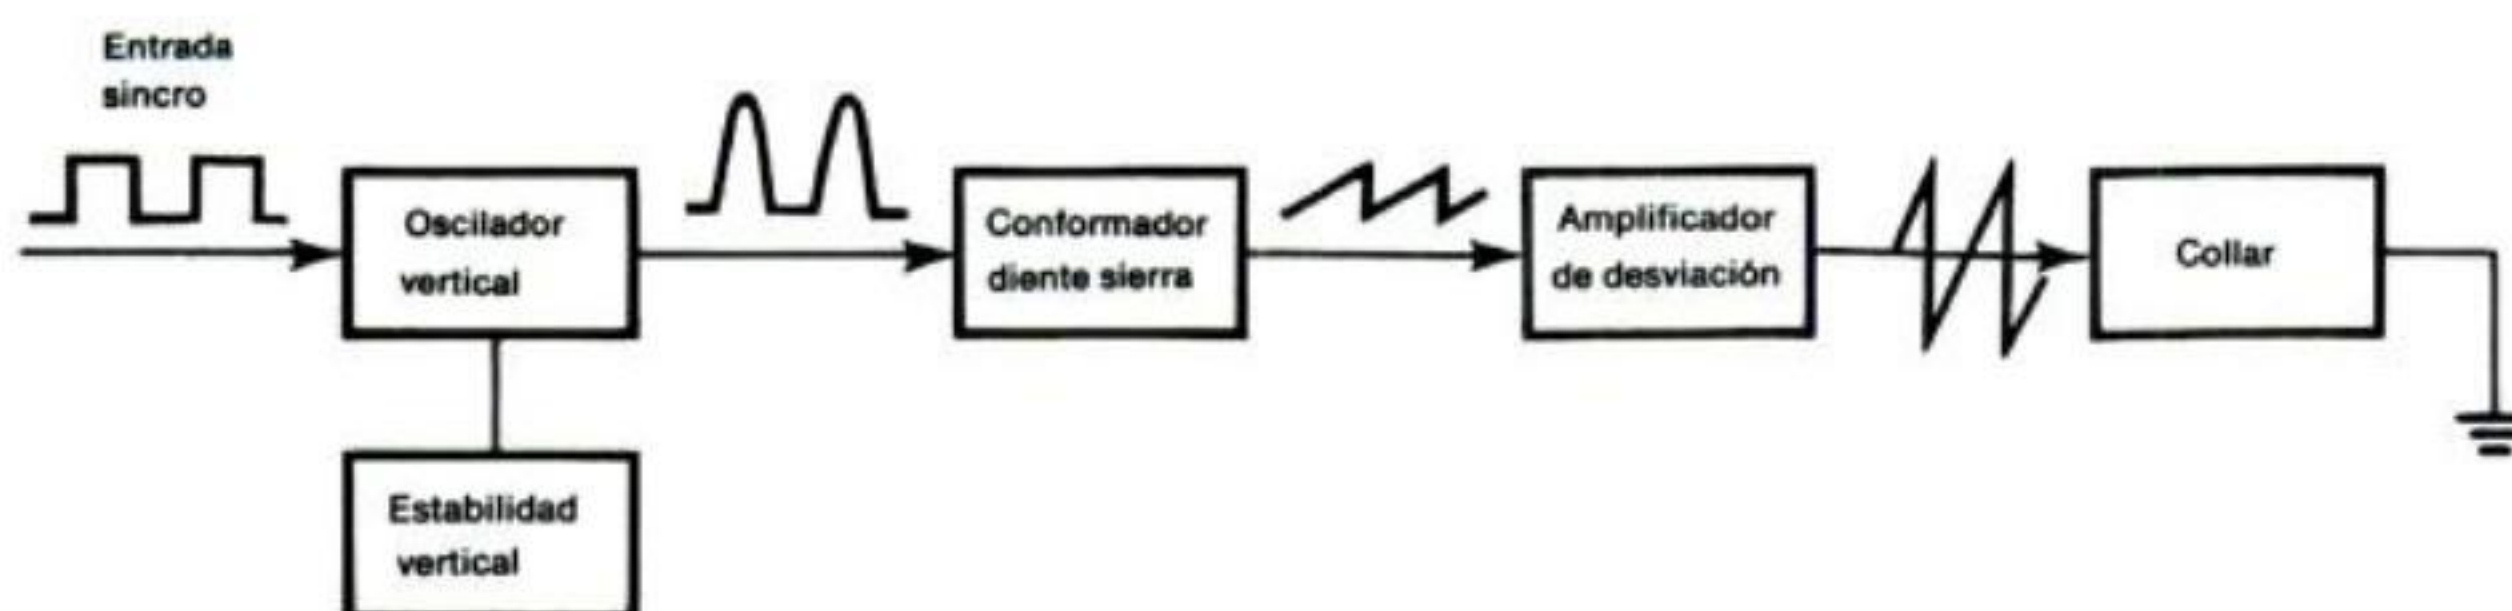 Entrada
sincro
Oscilador
vertical
Conformador
diente sierra
Amplificador
de desviación
Collar
Estabilidad
vertical